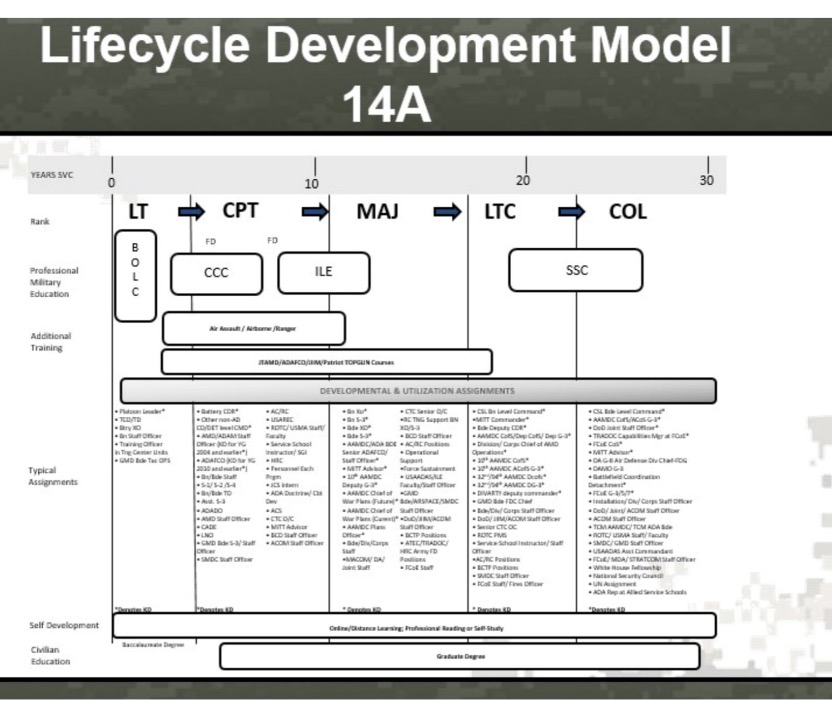 Lifecycle Development Model
14A
YEARS SVC
0
10
20
30
Rank
LT
CPT
MAJ
LTC
COL
Professional
Military
Education
B
O
L
C
FD
FD
CCC
ILE
SSC
Additional
Training
Air Assault / Airborne /Ranger
JTAMD/ADAFCO/JIIM/Patriot TOPGUN Courses
DEVELOPMENTAL & UTILIZATION ASSIGNMENTS
Typical
Assignments
• Platoon Leader*
• TCO/TD
• Btry XO
• Bn Staff Officer
• Training Officer
in Tng Center Units
• GMD Bde Tac OPS
*Denotes KD
• Battery CDR*
• Other non-AD
CO/DET level CMD*
• AMD/ADAM Staff
Officer (KD for YG
2004 and earlier*)
• ADAFCO (KD for YG
2010 and earlier*)
• Bn/Bde Staff
• S-1/ S-2 /S-4
• Bn/Bde TD
• Asst. S-3
• ADADO
• AMD Staff Officer
• CADE
• LNO
• GMD Bde S-3/ Staff
Officer
• SMDC Staff Officer
*Denotes KD
• AC/RC
• USAREC
• ROTC/ USMA Staff/
Faculty
• Service School
Instructor/ SGI
• HRC
• Personnel Exch
Prgm
• JCS Intern
• ADA Doctrine/ Cbt
Dev
• ACS
• CTC O/C
• MITT Advisor
• BCD Staff Officer
• ACOM Staff Officer
• Bn Xo*
• Bn S-3*
• Bde XO*
• Bde S-3*
• AAMDC/ADA BDE
Senior ADAFCO/
Staff Officer*
• MITT Advisor*
• 10th AAMDC
Deputy G-3*
• AAMDC Chief of
War Plans (Future)*
• AAMDC Chief of
War Plans (Curent)*
• AAMDC Plans
Officer*
• Bde/Div/Corps
Staff
•MACOM/ DA/
Joint Staff
* Denotes KD
• CTC Senior O/C
•RC TNG Support BN
XO/S-3
• BCD Staff Officer
• AC/RC Positions
• Operational
Support
•Force Sustainment
• USAADAS/ILE
Faculty/Staff Officer
•GMD
Bde/ARSPACE/SMDC
Staff Officer
•DoD/JIIM/ACOM
Staff Officer
• BCTP Positions
• ATEC/TRADOC/
HRC Army FD
Positions
• FCoE Staff
• CSL Bn Level Command*
•MITT Commander*
• Bde Deputy CDR*
• AAMDC CofS/Dep CofS/ Dep G-3*
• Division/ Corps Chief of AMD
Operations*
• 10th AAMDC CofS*
• 10th AAMDC ACofS G-3*
• DIVARTY deputy commander*
• GMD Bde FDC Chief
• Bde/Div/ Corps Staff Officer
• DoD/ JIIM/ACOM Staff Officer
• Senior CTC OC
• ROTC PMS
• Service School Instructor/ Staff
Officer
•AC/RC Positions
• BCTP Positions
• SMDC Staff Officer
• FCoE Staff/ Fires Officer
* Denotes KD
• CSL Bde Level Command*
• AAMDC CofS/ACoS G-3*
• DoD Joint Staff Officer*
• TRADOC Capabilities Mgr at FCoE*
• FCoE CoS*
• MITT Advisor*
• DA G-8 Air Defense Div Chief-FDG
• DAMO G-3
• Battlefield Coordination
Detachment*
• FCoE G-3/5/7*
• Installation/ Div/ Corps Staff Officer
• DoD/ Joint/ ACOM Staff Officer
• ACOM Staff Officer
• TCM AAMDC/ TCM ADA Bde
• ROTC/ USMA Staff/ Faculty
• SMDC/ GMD Staff Officer
• USAADAS Asst Commandant
• FCoE/ MDA/ STRATCOM Staff Officer
• White House Fellowship
• National Security Council
• UN Assignment
• ADA Rep at Allied Service Schools
*Denotes KD
Self Development
Online/Distance Learning; Professional Reading or Self-Study
Civilian
Education
Baccalaureate Degree
Graduate Degree